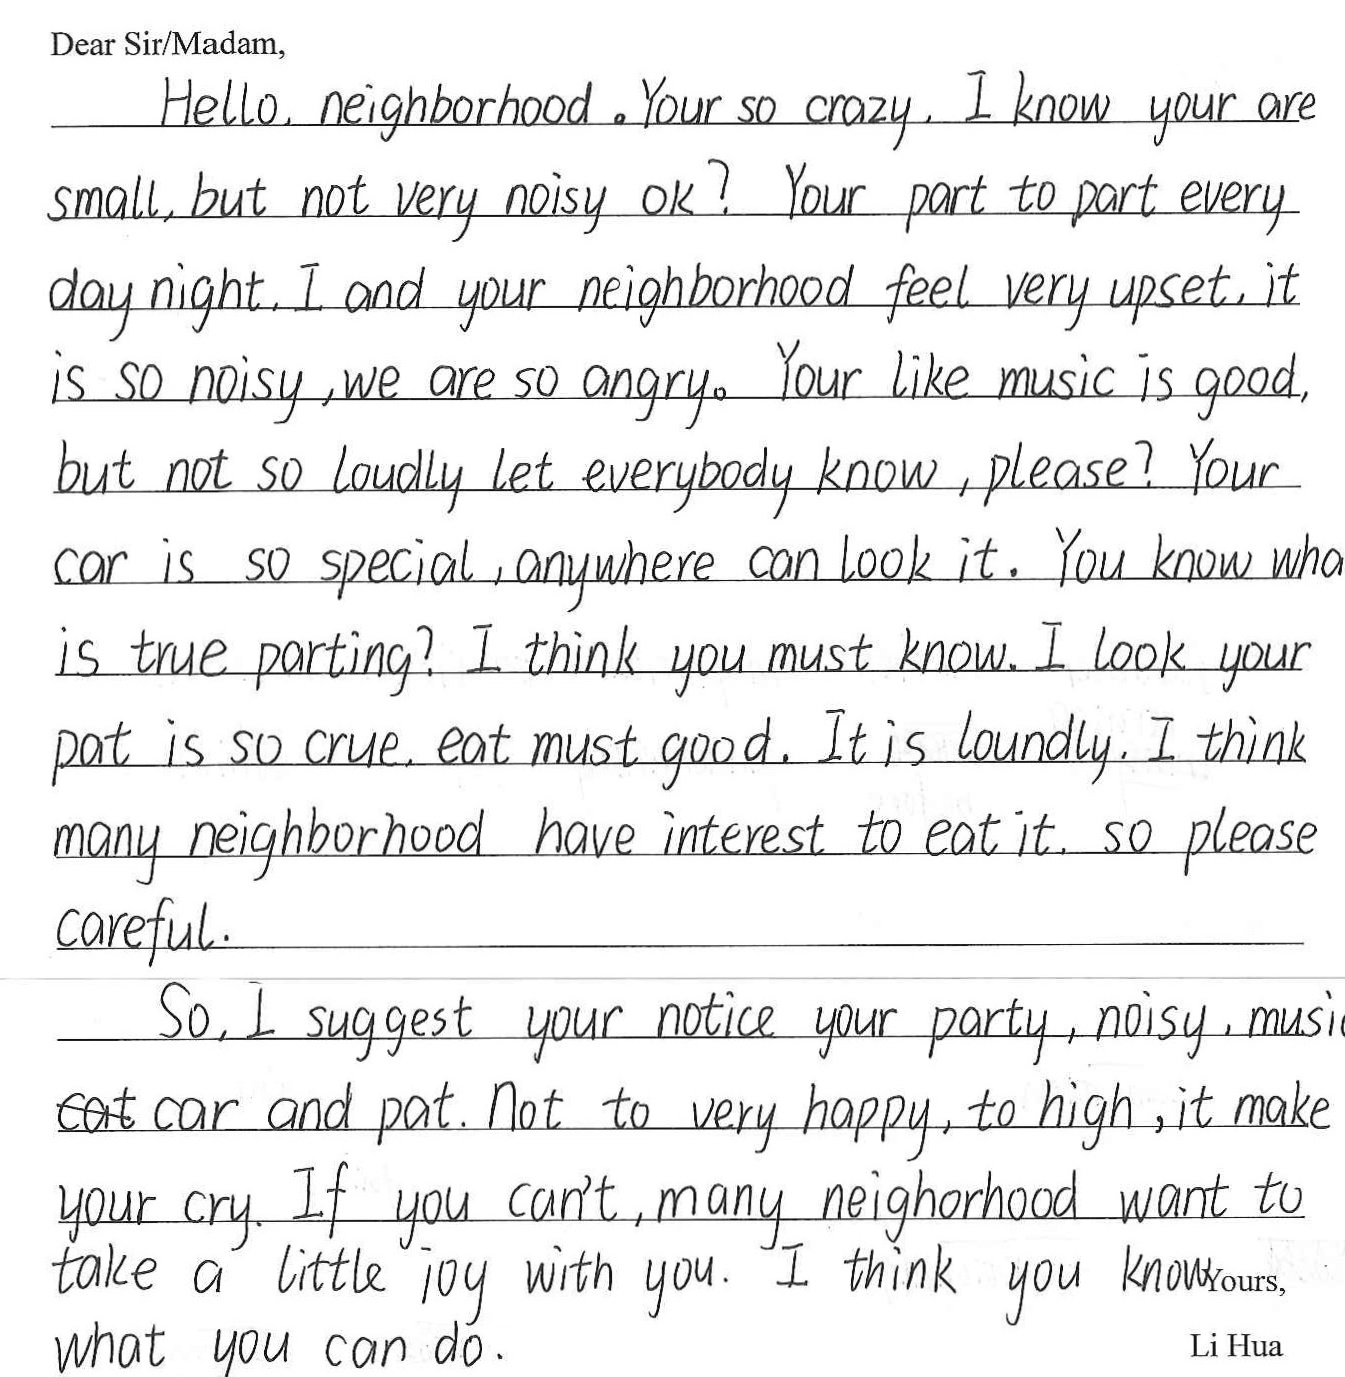 Dear Sir/Madam,
Hello, neighborhood. Your so crazy. I know your are
small, but not very noisy ok? Your part to part every
day night. I and your neighborhood feel very upset. it
is so noisy, we are so angry. Your like music is good,
but not so loudly let everybody know, please? Your
car is so special, anywhere can look it. You know wha
is true parting? I think you must know. I look your
pat is so crue. eat must good. It is loundly. I think
many neighborhood have interest to eat it. so please
careful.
So, I suggest your notice your party, noisy, music
cat car and pat. Not to very happy, to high, it make
your cry. If you can't, many neighorhood want to
take a little joy with you. I think you know
Yours,
what you can do.
Li Hua